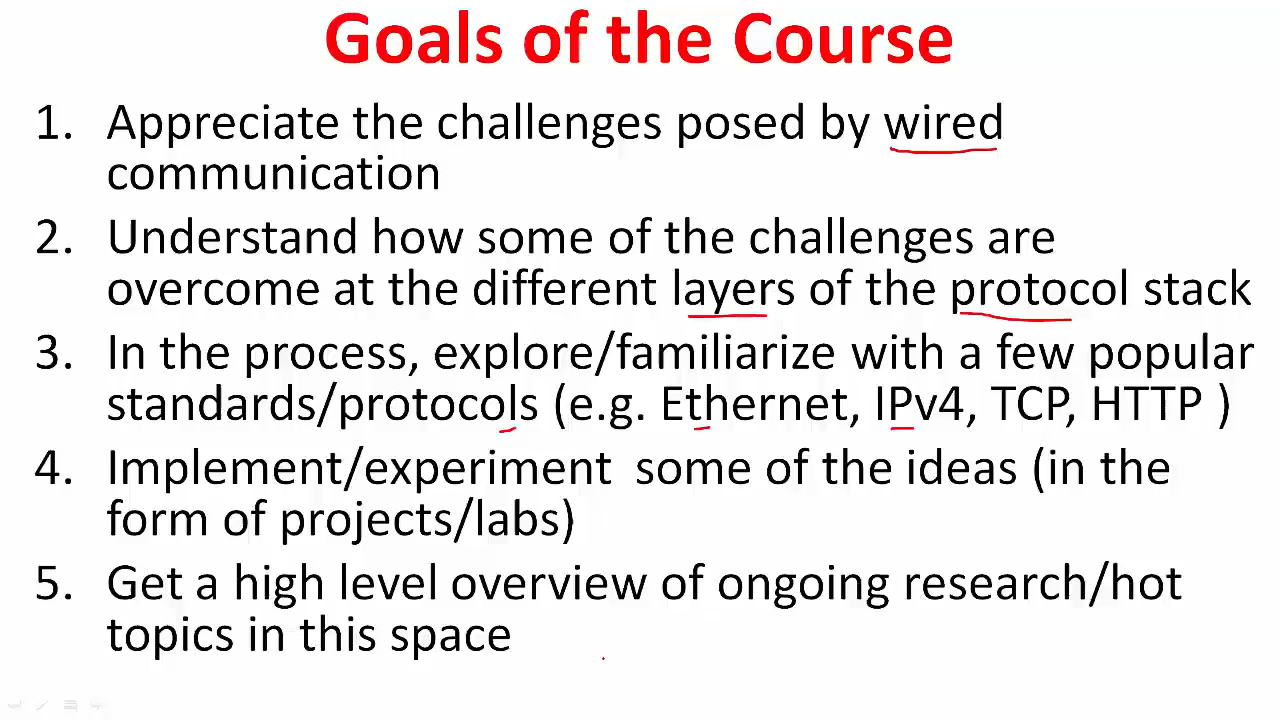 Goals of the Course
1. Appreciate the challenges posed by wired
communication
2. Understand how some of the challenges are
overcome at the different layers of the protocol stack
3. In the process, explore/familiarize with a few popular
standards/protocols (e.g. Ethernet, IPv4, TCP, HTTP )
4. Implement/experiment  some of the ideas (in the
form of projects/labs)
5. Get a high level overview of ongoing research/hot
topics in this space